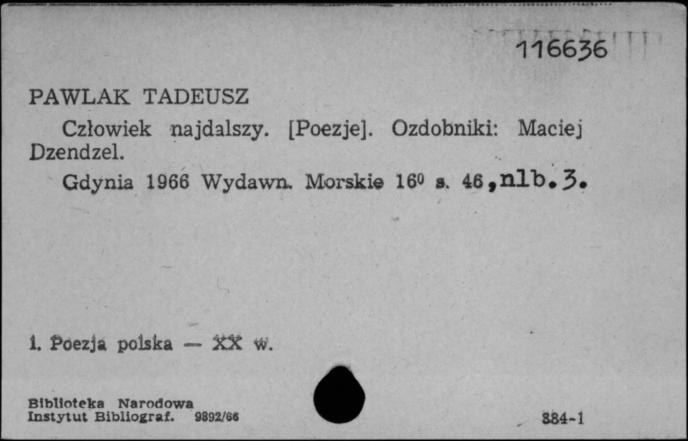 116636
PAWLAK TADEUSZ
Człowiek najdalszy. [Poezje]. Ozdobniki: Maciej
Dzendzel.
Gdynia 1966 Wydawn. Morskie 16⁰ s. 46, nlb. 3.
1. Poezja polska — XX w.
Biblioteka Narodowa
Instytut Bibliograf. 9892/66
884-1